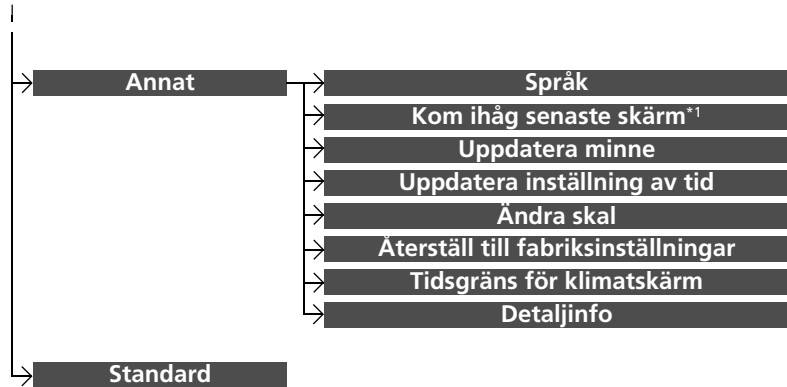 Annat
Språk
Kom ihåg senaste skärm*1
Uppdatera minne
Uppdatera inställning av tid
Ändra skal
Återställ till fabriksinställningar
Tidsgräns för klimatskärm
Detaljinfo
Standard